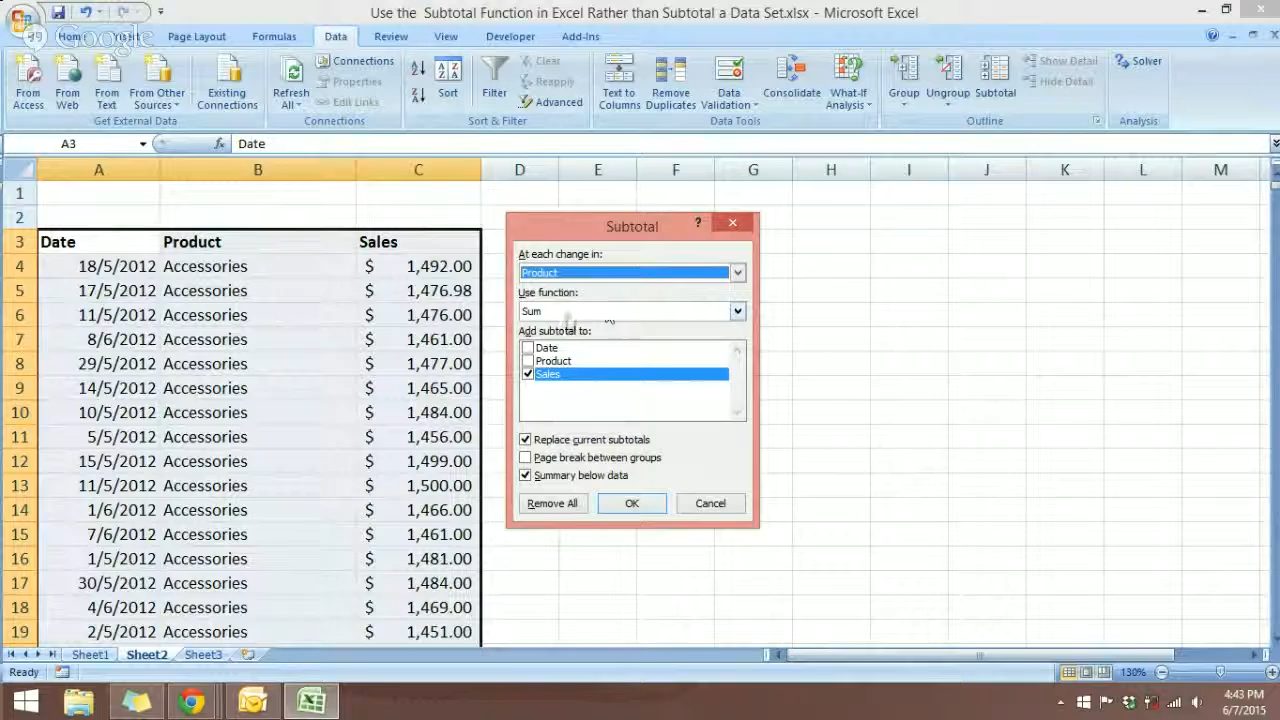 Use the Subtotal Function in Excel Rather than Subtotal a Data Set.xlsx - Microsoft Excel
Google
Home Insert Page Layout Formulas Data Review View Developer Add-Ins
From Access
From Web
From Text
From Other Sources
Existing Connections
Get External Data
Refresh All
Connections
Properties
Edit Links
Connections
Sort
Filter
Clear
Reapply
Advanced
Sort & Filter
Text to Columns
Remove Duplicates
Data Validation
Consolidate
What-If Analysis
Data Tools
Group
Ungroup
Subtotal
Show Detail
Hide Detail
Outline
Solver
Analysis
A3 fx Date
A B C D E F G H I J K L M
1
2
3 Date Product Sales
4 18/5/2012 Accessories $ 1,492.00
5 17/5/2012 Accessories $ 1,476.98
6 11/5/2012 Accessories $ 1,476.00
7 8/6/2012 Accessories $ 1,461.00
8 29/5/2012 Accessories $ 1,477.00
9 14/5/2012 Accessories $ 1,465.00
10 10/5/2012 Accessories $ 1,484.00
11 5/5/2012 Accessories $ 1,456.00
12 15/5/2012 Accessories $ 1,499.00
13 11/5/2012 Accessories $ 1,500.00
14 1/6/2012 Accessories $ 1,466.00
15 7/6/2012 Accessories $ 1,461.00
16 1/5/2012 Accessories $ 1,481.00
17 30/5/2012 Accessories $ 1,484.00
18 4/6/2012 Accessories $ 1,469.00
19 2/5/2012 Accessories $ 1,451.00
Subtotal ?
At each change in:
Product
Use function:
Sum
Add subtotal to:
Date
Product
Sales
Replace current subtotals
Page break between groups
Summary below data
Remove All OK Cancel
Sheet1 Sheet2 Sheet3
Ready 130%
4:43 PM
6/7/2015